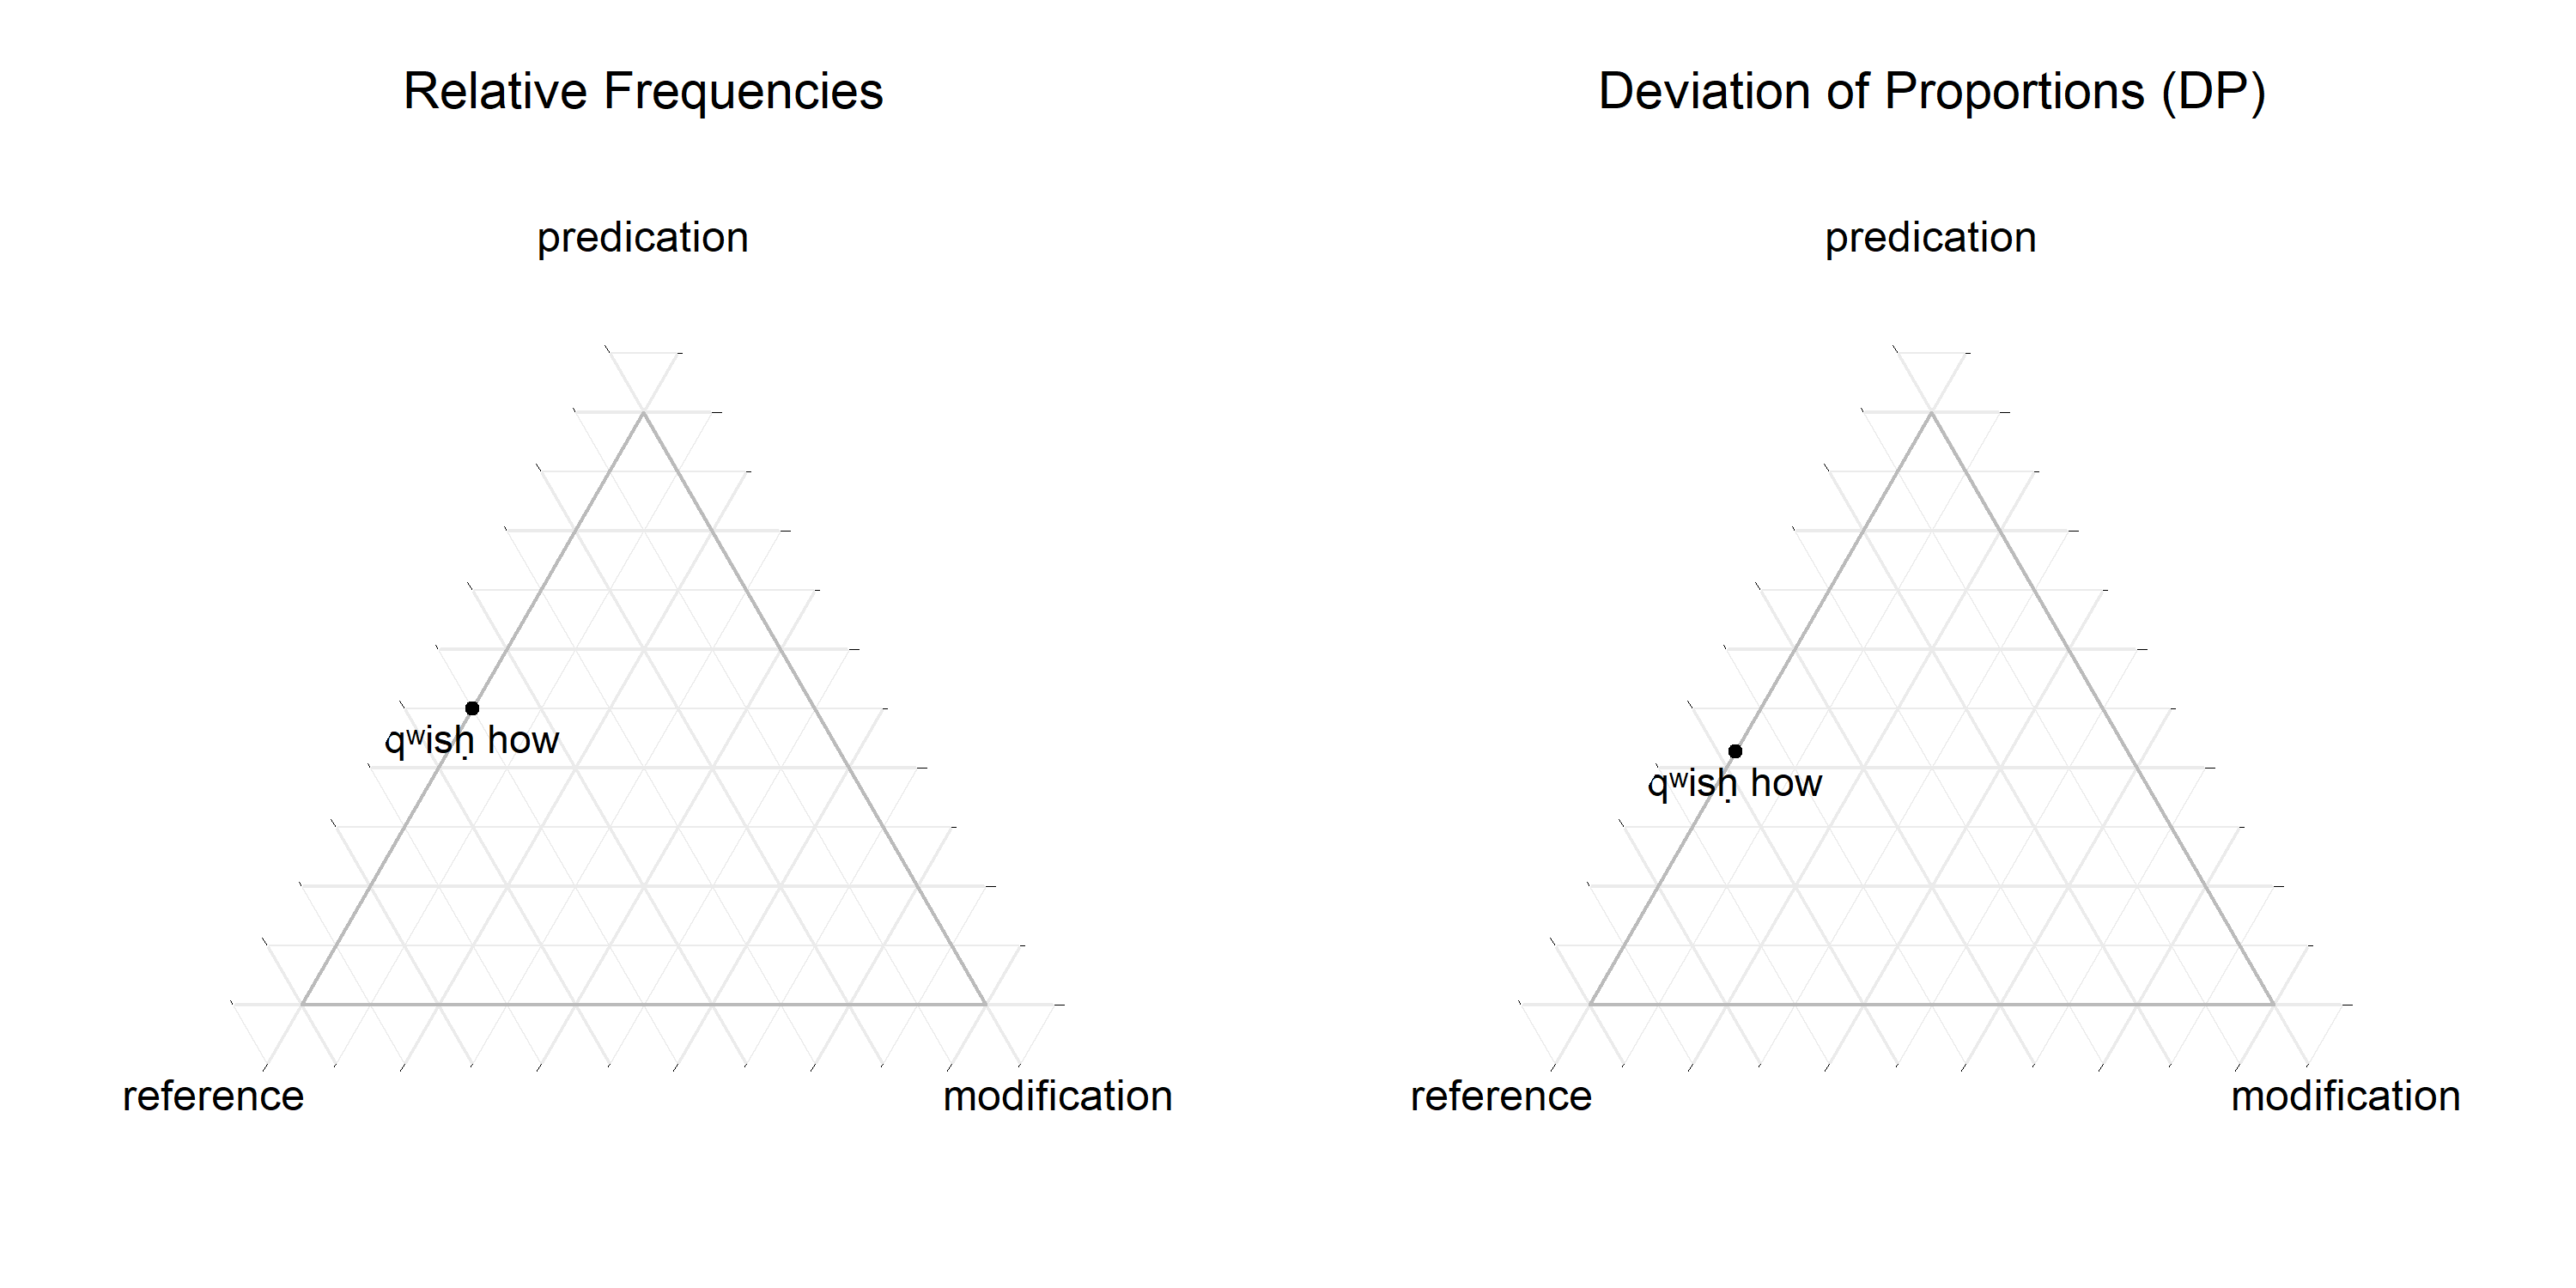 Relative Frequencies
predication
qʷisḥ how
reference
modification
Deviation of Proportions (DP)
predication
qʷisḥ how
reference
modification